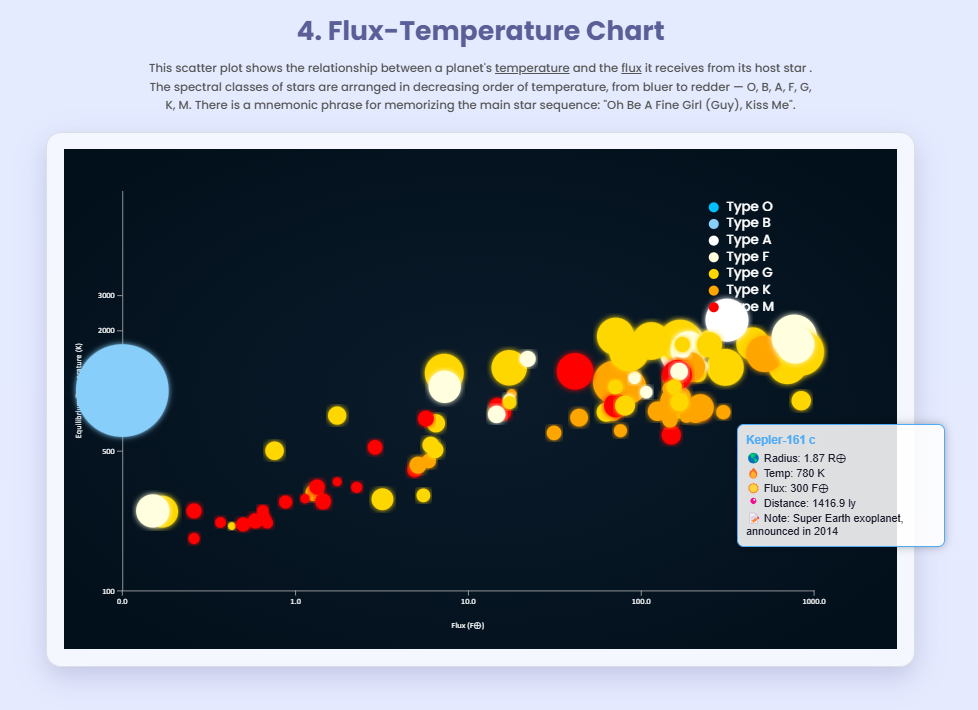 4. Flux-Temperature Chart
This scatter plot shows the relationship between a planet's temperature and the flux it receives from its host star .
The spectral classes of stars are arranged in decreasing order of temperature, from bluer to redder — O, B, A, F, G,
K, M. There is a mnemonic phrase for memorizing the main star sequence: "Oh Be A Fine Girl (Guy), Kiss Me".
Type O
Type B
Type A
Type F
Type G
Type K
Type M
3000
2000
500
100
0.0
1.0
10.0
100.0
1000.0
Flux (F⊕)
Kepler-161 c
🌎 Radius: 1.87 R⊕
🔥 Temp: 780 K
☀️ Flux: 300 F⊕
📍 Distance: 1416.9 ly
📝 Note: Super Earth exoplanet,
announced in 2014